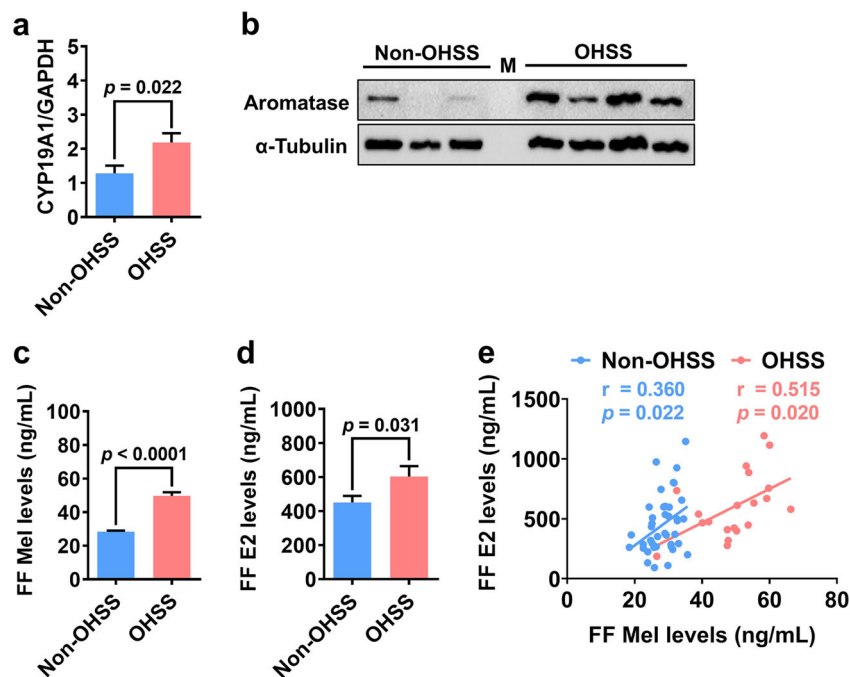 a
CYP19A1/GAPDH
5
4
3
2
1
0
p = 0.022
Non-OHSS
OHSS
b
Non-OHSS
M
OHSS
Aromatase
α-Tubulin
c
FF Mel levels (ng/mL)
100
80
60
40
20
0
p < 0.0001
Non-OHSS
OHSS
d
FF E2 levels (ng/mL)
1000
800
600
400
200
0
p = 0.031
Non-OHSS
OHSS
e
Non-OHSS
OHSS
r = 0.360
r = 0.515
p = 0.022
p = 0.020
FF E2 levels (ng/mL)
1500
1000
500
0
0
20
40
60
80
FF Mel levels (ng/mL)